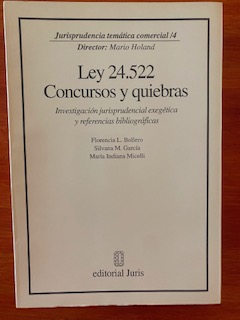 Jurisprudencia temática comercial /4
Director: Mario Holand
Ley 24.522
Concursos y quiebras
Investigación jurisprudencial exegética
y referencias bibliográficas
Florencia L. Bollero
Silvana M. García
María Indiana Micelli
editorial Juris